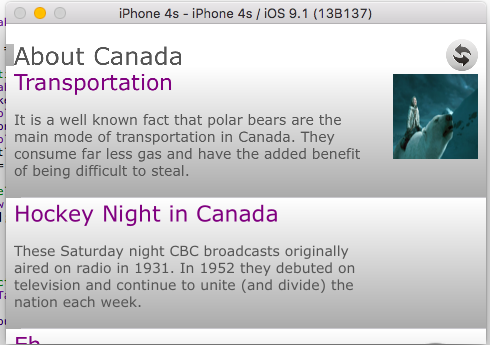 iPhone 4s - iPhone 4s / iOS 9.1 (13B137)
About Canada
Transportation
It is a well known fact that polar bears are the
main mode of transportation in Canada. They
consume far less gas and have the added benefit
of being difficult to steal.
Hockey Night in Canada
These Saturday night CBC broadcasts originally
aired on radio in 1931. In 1952 they debuted on
television and continue to unite (and divide) the
nation each week.
Eh